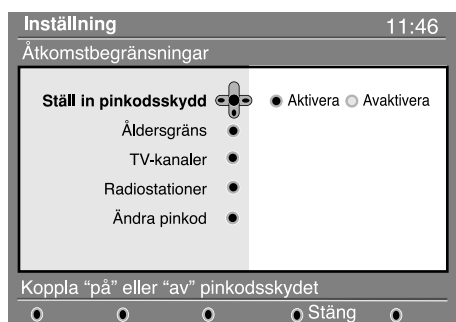 Inställning 11:46
Åtkomstbegränsningar
Ställ in pinkodsskydd Aktivera Avaktivera
Åldersgräns
TV-kanaler
Radiostationer
Ändra pinkod
Koppla “på” eller “av” pinkodsskydet
Stäng